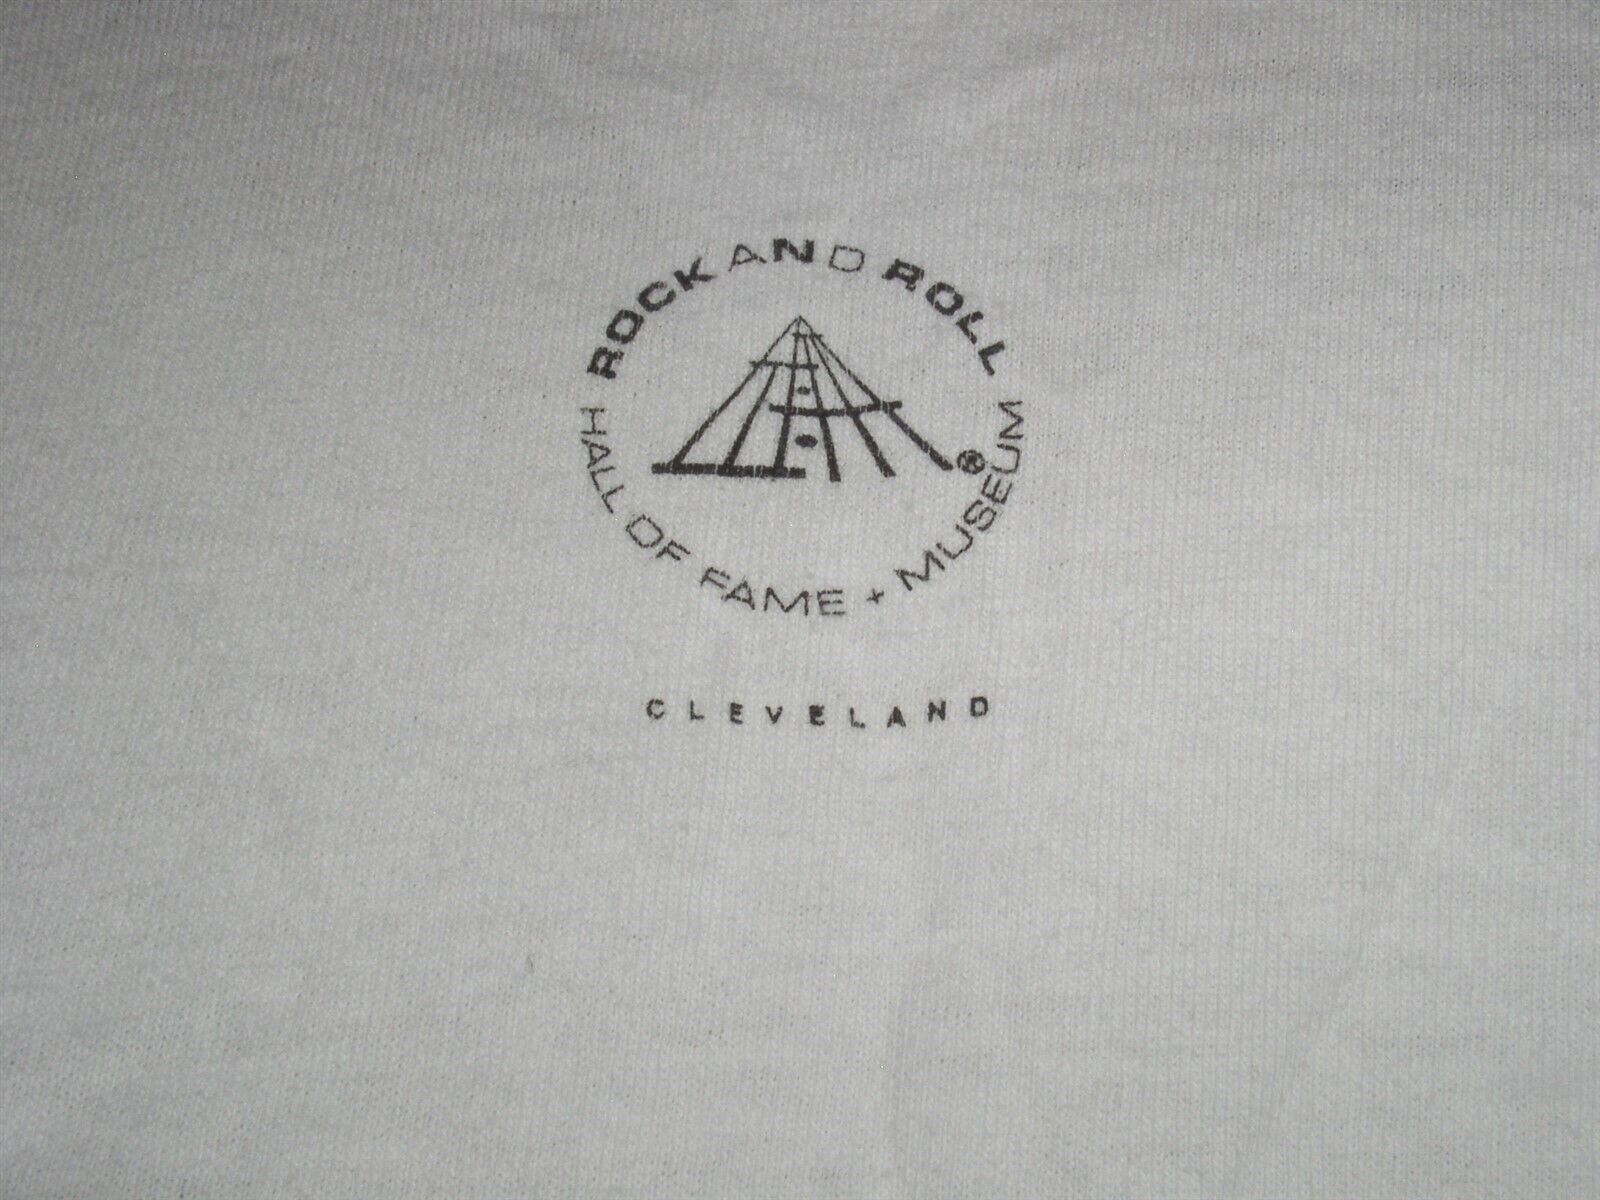 ROCK AND ROLL
HALL OF FAME + MUSEUM
®
CLEVELAND